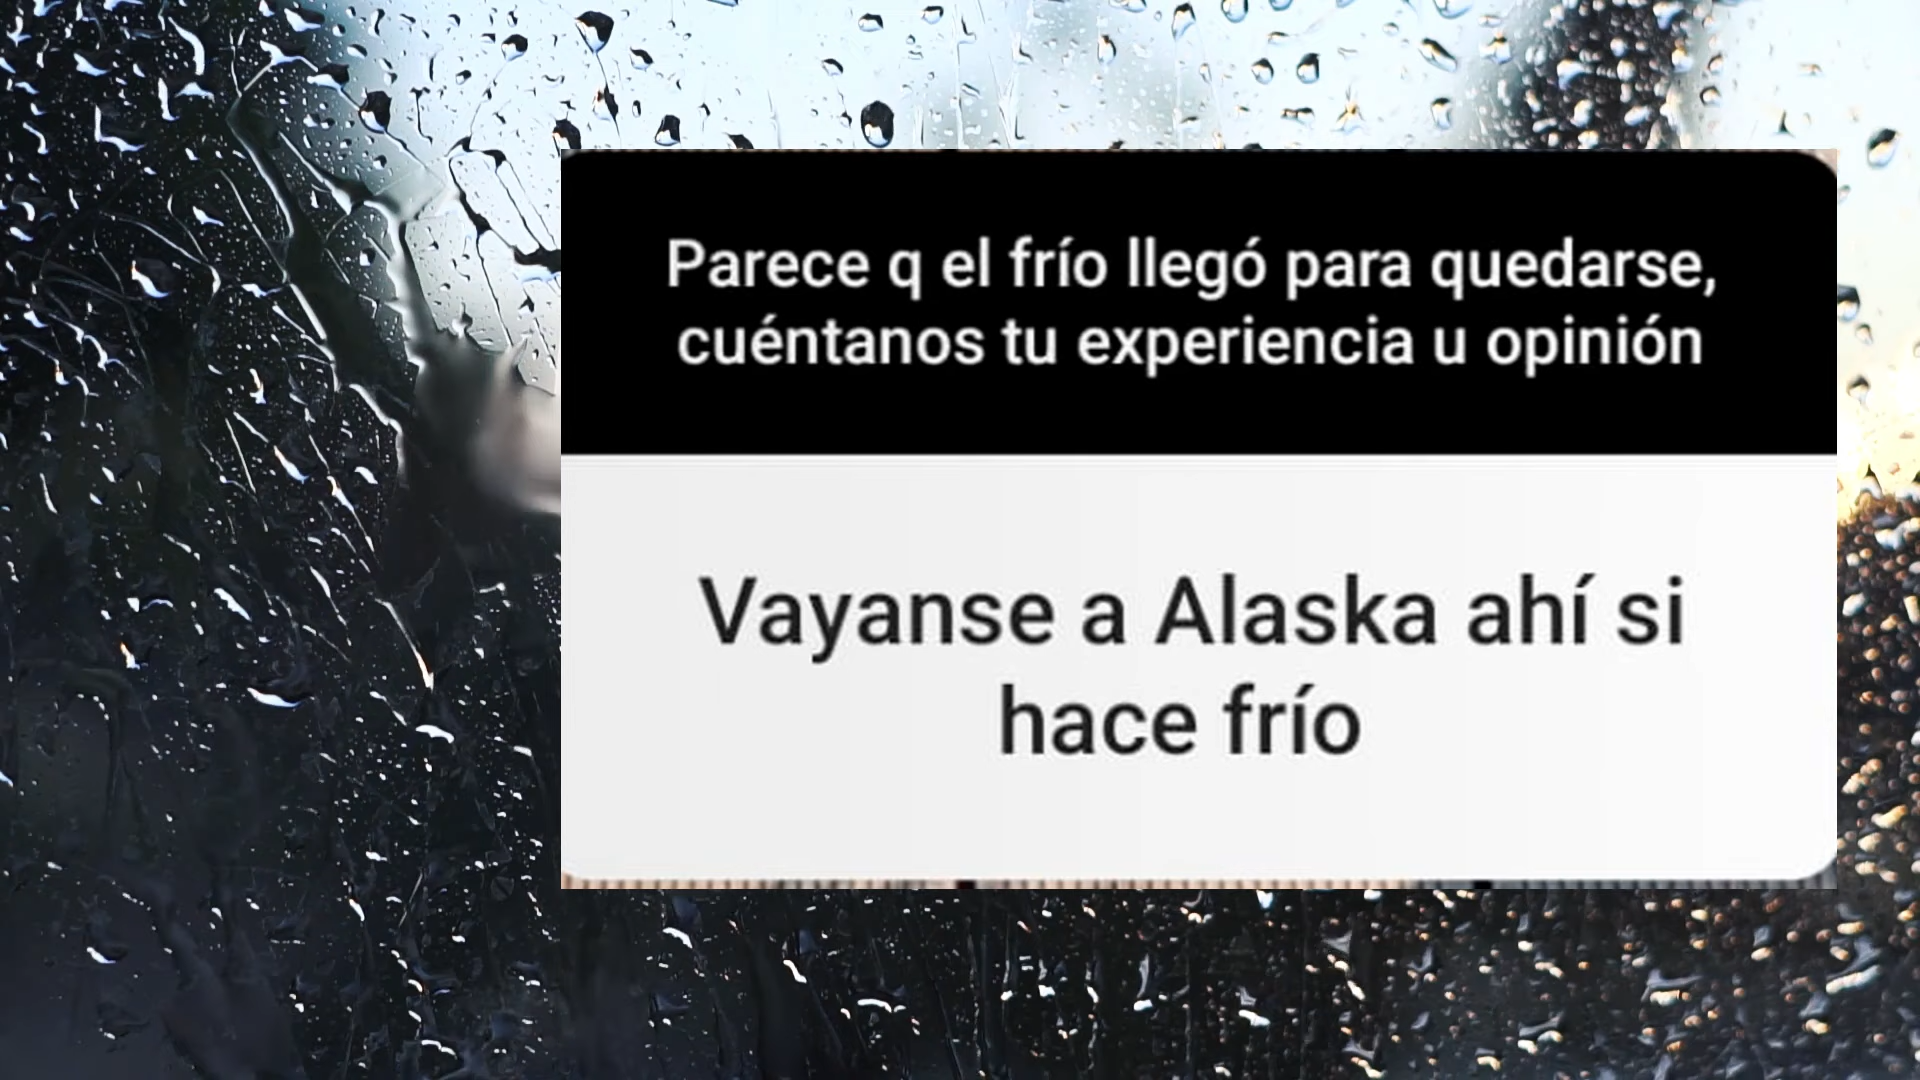 Parece q el frío llegó para quedarse,
cuéntanos tu experiencia u opinión
Vayanse a Alaska ahí si
hace frío